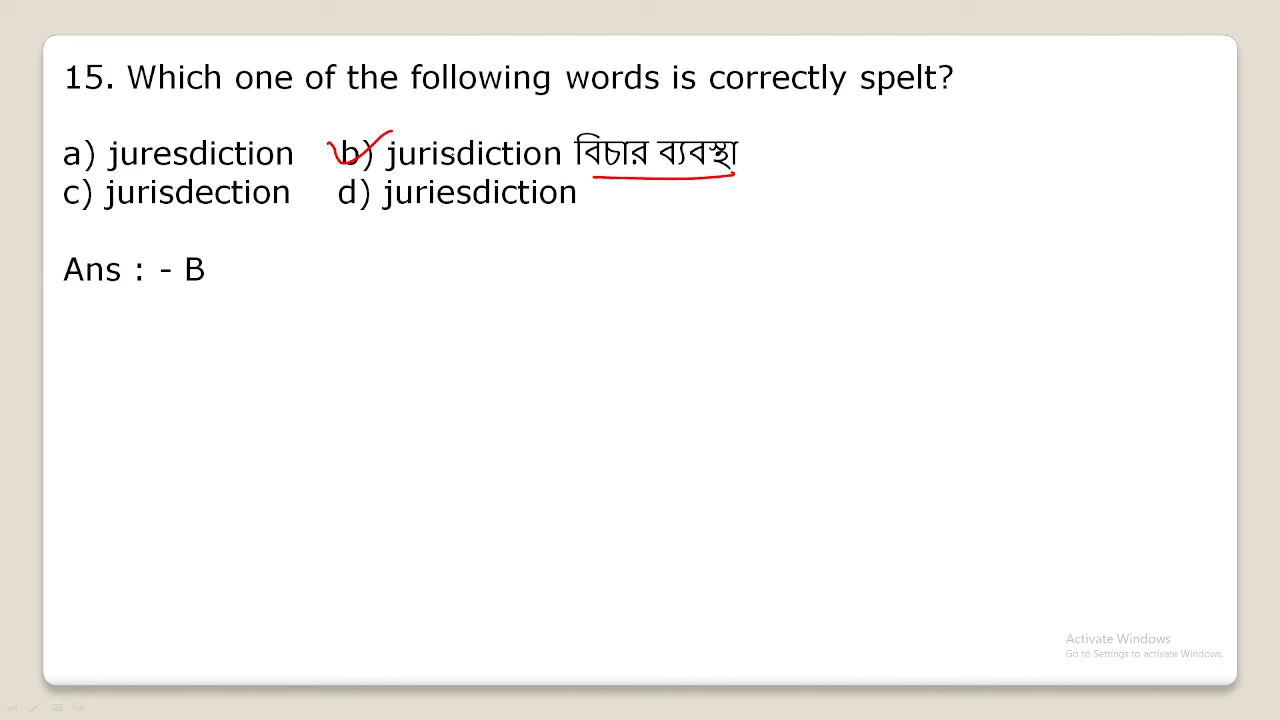 15. Which one of the following words is correctly spelt?
a) juresdiction b) jurisdiction বিচার ব্যবস্থা
c) jurisdection d) juriesdiction
Ans : - B
Activate Windows
Go to Settings to activate Windows.